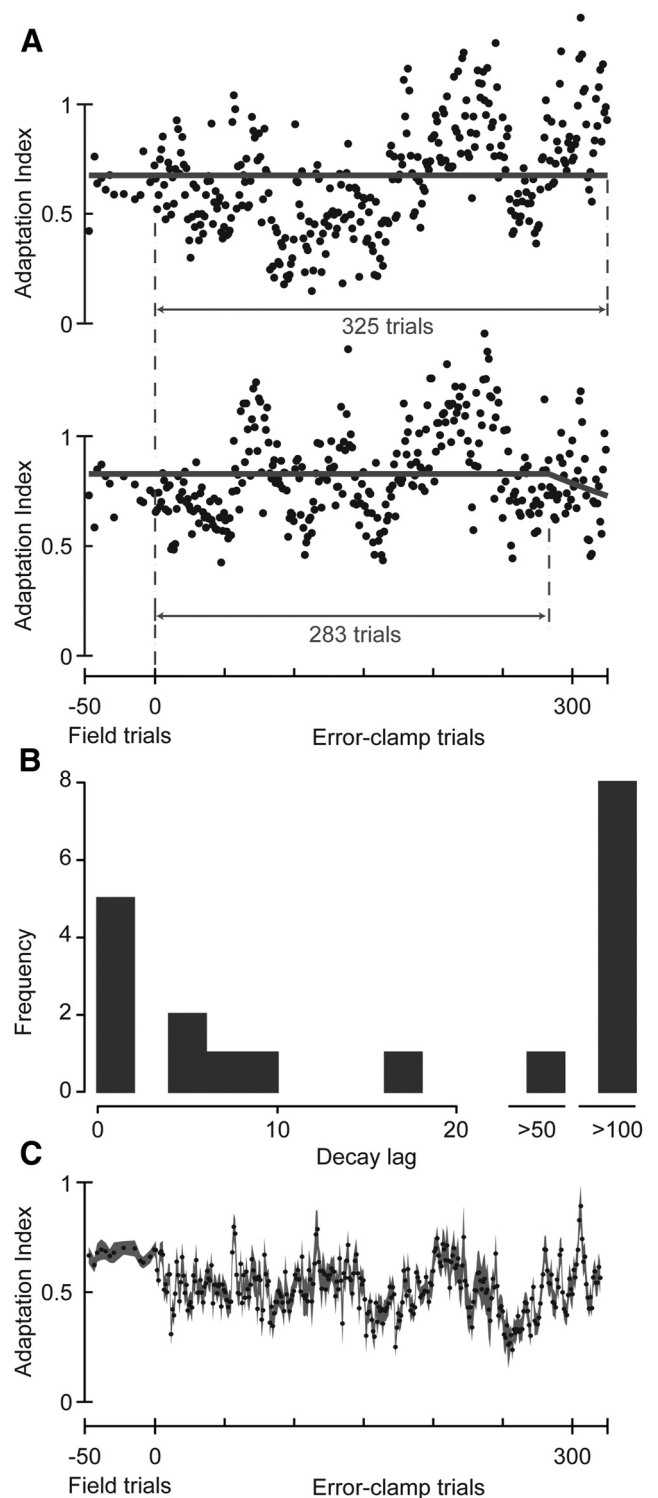 A
Adaptation Index
1
0.5
0
325 trials
Adaptation Index
1
0.5
0
283 trials
-50 0 300
Field trials Error-clamp trials
B
Frequency
8
6
4
2
0
0 10 20 >50 >100
Decay lag
C
Adaptation Index
1
0.5
0
-50 0 300
Field trials Error-clamp trials